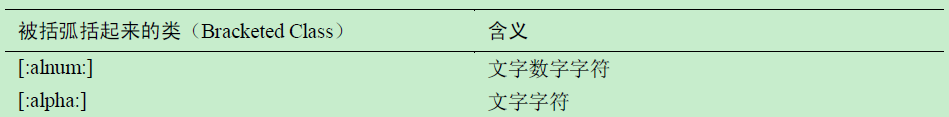 被括弧括起来的类（Bracketed Class） 含义
[:alnum:] 文字数字字符
[:alpha:] 文字字符